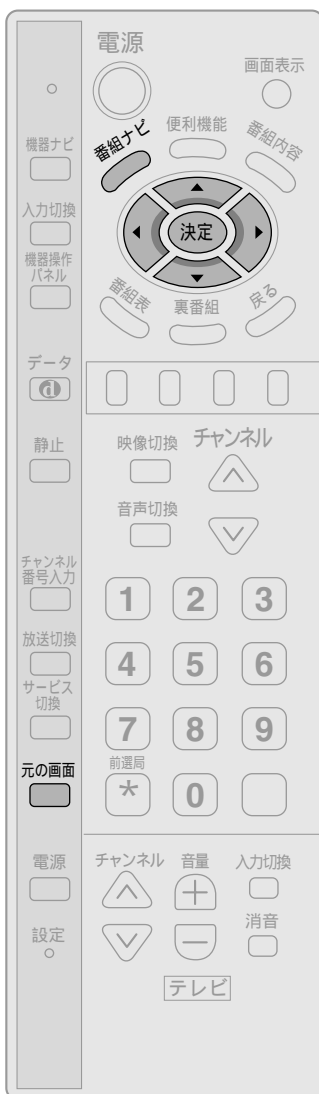 電源
画面表示
機器ナビ
番組ナビ
便利機能
番組内容
入力切換
決定
機器操作
パネル
番組表
裏番組
戻る
データ
d
静止
映像切換
チャンネル
音声切換
チャンネル
番号入力
1 2 3
放送切換
4 5 6
サービス
切換
7 8 9
元の画面
前選局
* 0
電源
チャンネル
音量
入力切換
+
設定
消音
−
テレビ